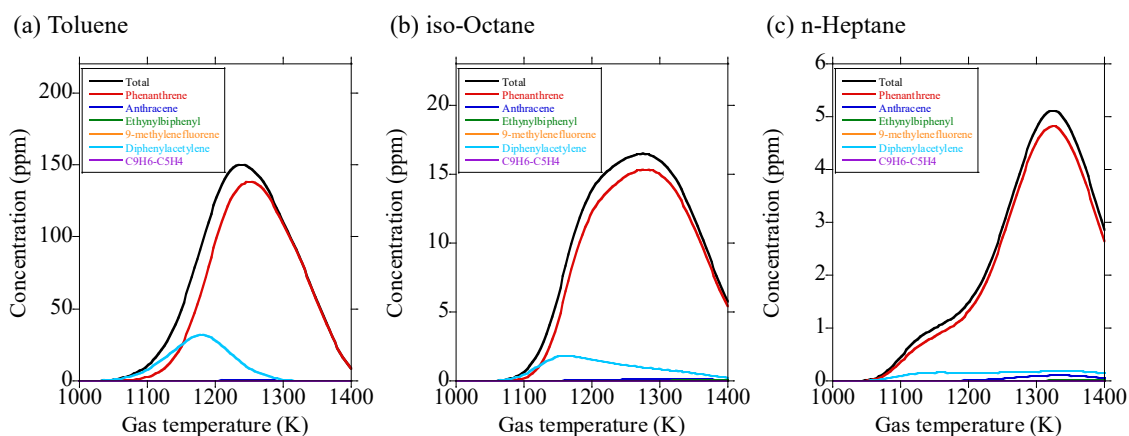 (a) Toluene
Concentration (ppm)
200
150
100
50
0
Total
Phenanthrene
Anthracene
Ethynylbiphenyl
9-methylenefluorene
Diphenylacetylene
C9H6-C5H4
1000 1100 1200 1300 1400
Gas temperature (K)
(b) iso-Octane
Concentration (ppm)
20
15
10
5
0
Total
Phenanthrene
Anthracene
Ethynylbiphenyl
9-methylenefluorene
Diphenylacetylene
C9H6-C5H4
1000 1100 1200 1300 1400
Gas temperature (K)
(c) n-Heptane
Concentration (ppm)
6
5
4
3
2
1
0
Total
Phenanthrene
Anthracene
Ethynylbiphenyl
9-methylenefluorene
Diphenylacetylene
C9H6-C5H4
1000 1100 1200 1300 1400
Gas temperature (K)